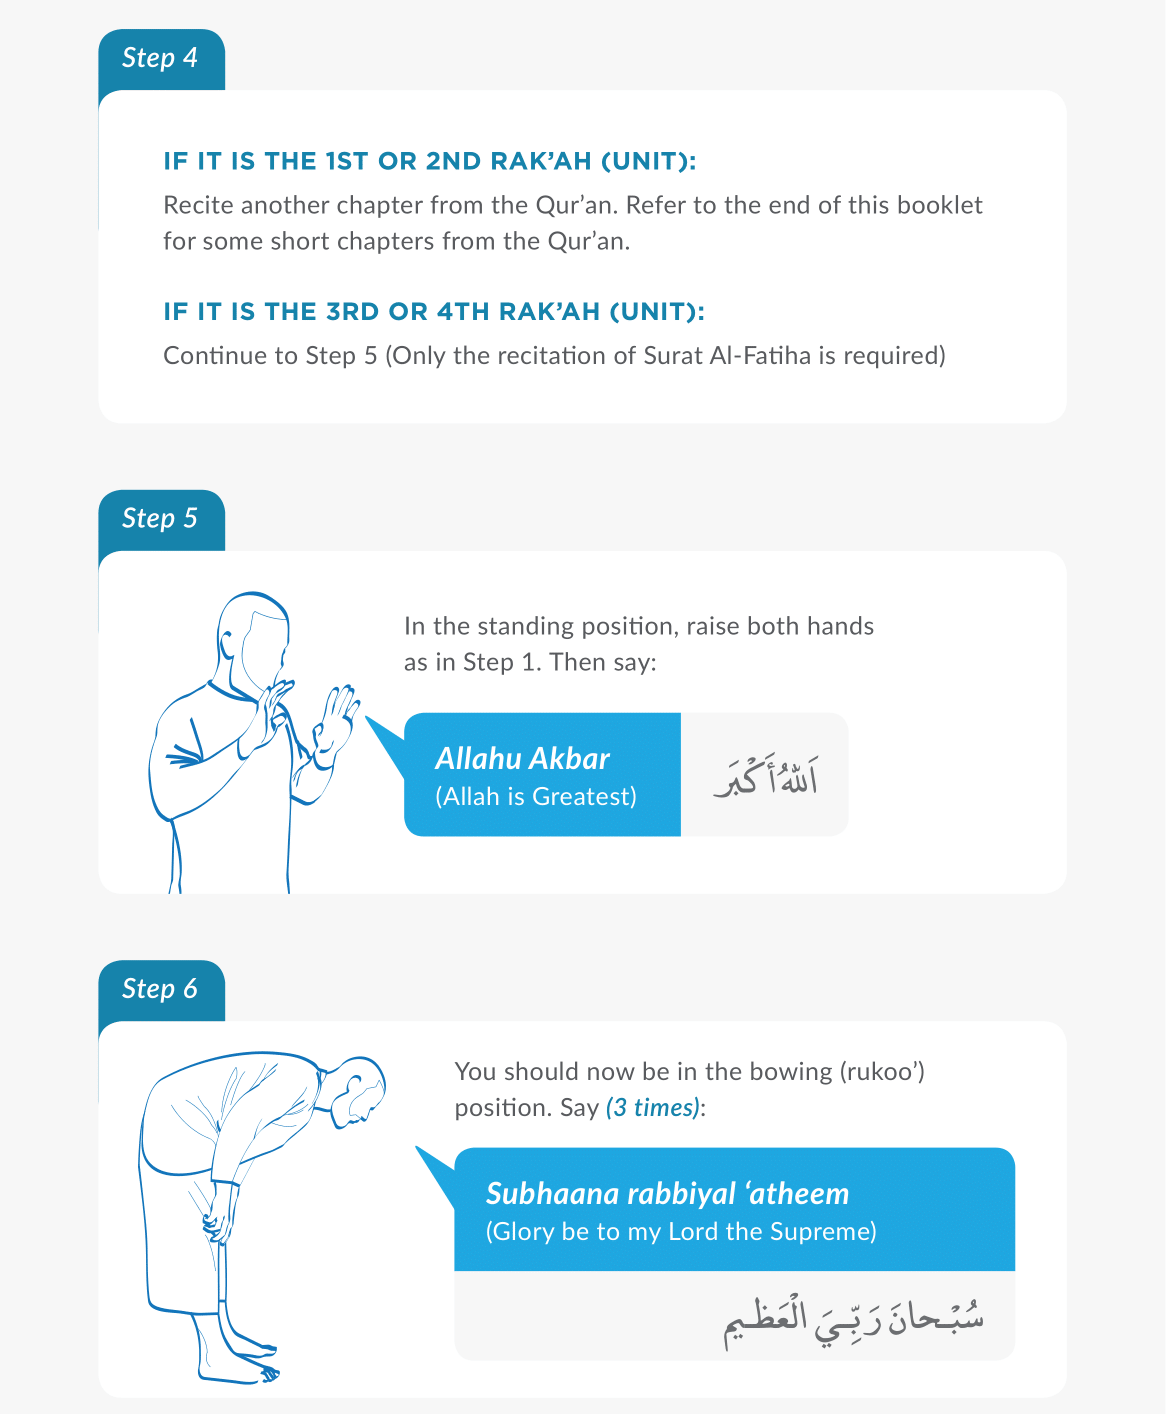 Step 4
IF IT IS THE 1ST OR 2ND RAK’AH (UNIT):
Recite another chapter from the Qur’an. Refer to the end of this booklet
for some short chapters from the Qur’an.
IF IT IS THE 3RD OR 4TH RAK’AH (UNIT):
Continue to Step 5 (Only the recitation of Surat Al-Fatiha is required)
Step 5
In the standing position, raise both hands
as in Step 1. Then say:
Allahu Akbar
(Allah is Greatest)
اَللهُ أَكْبَرَ
Step 6
You should now be in the bowing (rukoo’)
position. Say (3 times):
Subhaana rabbiyal ‘atheem
(Glory be to my Lord the Supreme)
سُبْـحانَ رَبِّـيَ الْعَظـيم